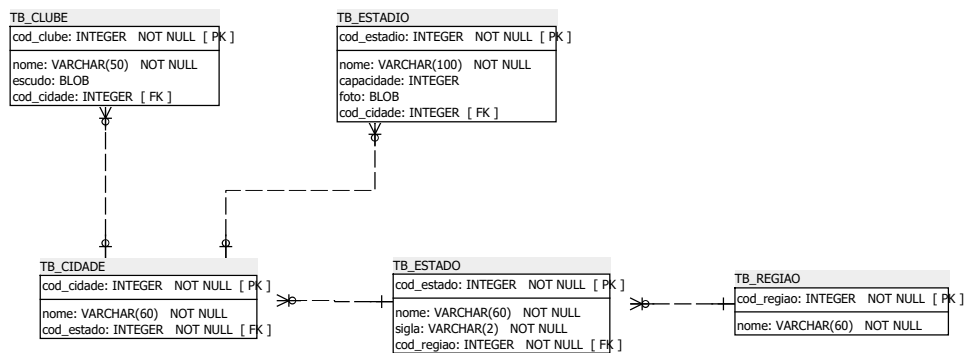 TB_CLUBE
cod_clube: INTEGER NOT NULL [ PK ]
nome: VARCHAR(50) NOT NULL
escudo: BLOB
cod_cidade: INTEGER [ FK ]
TB_ESTADIO
cod_estadio: INTEGER NOT NULL [ PK ]
nome: VARCHAR(100) NOT NULL
capacidade: INTEGER
foto: BLOB
cod_cidade: INTEGER [ FK ]
TB_CIDADE
cod_cidade: INTEGER NOT NULL [ PK ]
nome: VARCHAR(60) NOT NULL
cod_estado: INTEGER NOT NULL [ FK ]
TB_ESTADO
cod_estado: INTEGER NOT NULL [ PK ]
nome: VARCHAR(60) NOT NULL
sigla: VARCHAR(2) NOT NULL
cod_regiao: INTEGER NOT NULL [ FK ]
TB_REGIAO
cod_regiao: INTEGER NOT NULL [ PK ]
nome: VARCHAR(60) NOT NULL